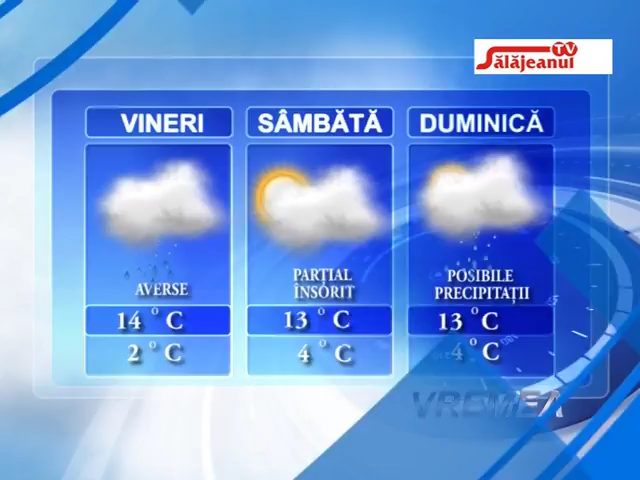 Sălăjeanul TV
VINERI
SÂMBĂTĂ
DUMINICĂ
AVERSE
PARȚIAL
ÎNSORIT
POSIBILE
PRECIPITAȚII
14 °C
13 °C
13 °C
2 °C
4 °C
4 °C
VREMEA